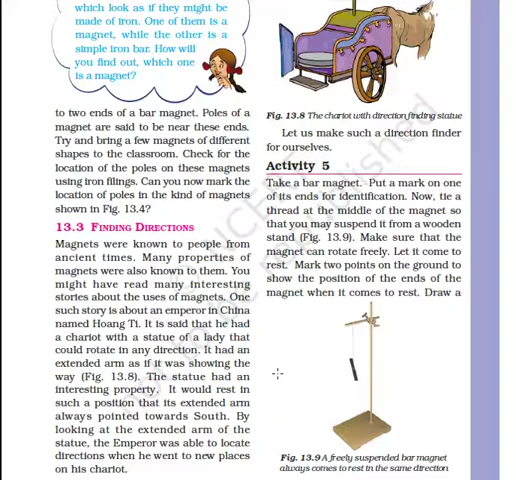 which look as if they might be
made of iron. One of them is a
magnet, while the other is a
simple iron bar. How will
you find out, which one
is a magnet?
to two ends of a bar magnet. Poles of a
magnet are said to be near these ends.
Try and bring a few magnets of different
shapes to the classroom. Check for the
location of the poles on these magnets
using iron filings. Can you now mark the
location of poles in the kind of magnets
shown in Fig. 13.4?
13.3 FINDING DIRECTIONS
Magnets were known to people from
ancient times. Many properties of
magnets were also known to them. You
might have read many interesting
stories about the uses of magnets. One
such story is about an emperor in China
named Hoang Ti. It is said that he had
a chariot with a statue of a lady that
could rotate in any direction. It had an
extended arm as if it was showing the
way (Fig. 13.8). The statue had an
interesting property. It would rest in
such a position that its extended arm
always pointed towards South. By
looking at the extended arm of the
statue, the Emperor was able to locate
directions when he went to new places
on his chariot.
Fig. 13.8 The chariot with direction finding statue
Let us make such a direction finder
for ourselves.
Activity 5
Take a bar magnet. Put a mark on one
of its ends for identification. Now, tie a
thread at the middle of the magnet so
that you may suspend it from a wooden
stand (Fig. 13.9). Make sure that the
magnet can rotate freely. Let it come to
rest. Mark two points on the ground to
show the position of the ends of the
magnet when it comes to rest. Draw a
Fig. 13.9 A freely suspended bar magnet
always comes to rest in the same direction